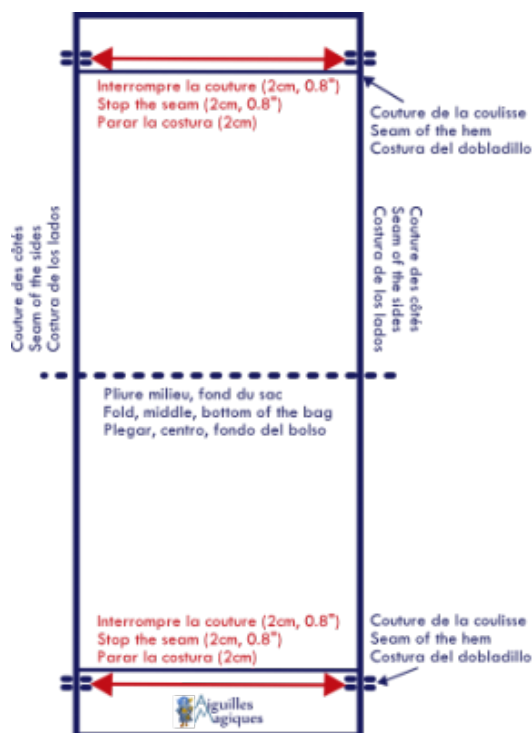 Interrompre la couture (2cm, 0.8")
Stop the seam (2cm, 0.8")
Parar la costura (2cm)
Couture de la coulisse
Seam of the hem
Costura del dobladillo
Couture des côtés
Seam of the sides
Costura de los lados
Couture des côtés
Seam of the sides
Costura de los lados
Pliure milieu, fond du sac
Fold, middle, bottom of the bag
Plegar, centro, fondo del bolso
Interrompre la couture (2cm, 0.8")
Stop the seam (2cm, 0.8")
Parar la costura (2cm)
Couture de la coulisse
Seam of the hem
Costura del dobladillo
Aiguilles
Magiques